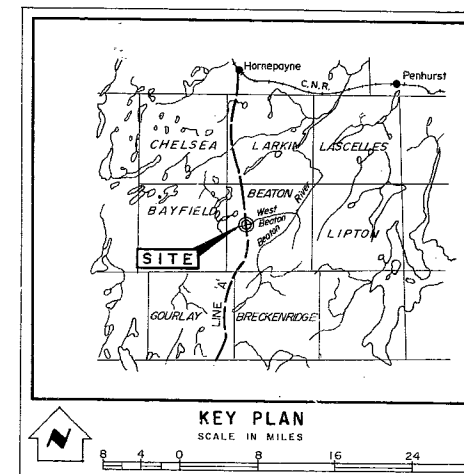 Hornepayne
C.N.R.
Penhurst
CHELSEA
LARKIN
LASCELLES
BEATON
BAYFIELD
West
Beaton
Beaton
River
LIPTON
SITE
LINE 'A'
GOURLAY
BRECKENRIDGE
N
KEY PLAN
SCALE IN MILES
8 4 0 8 16 24